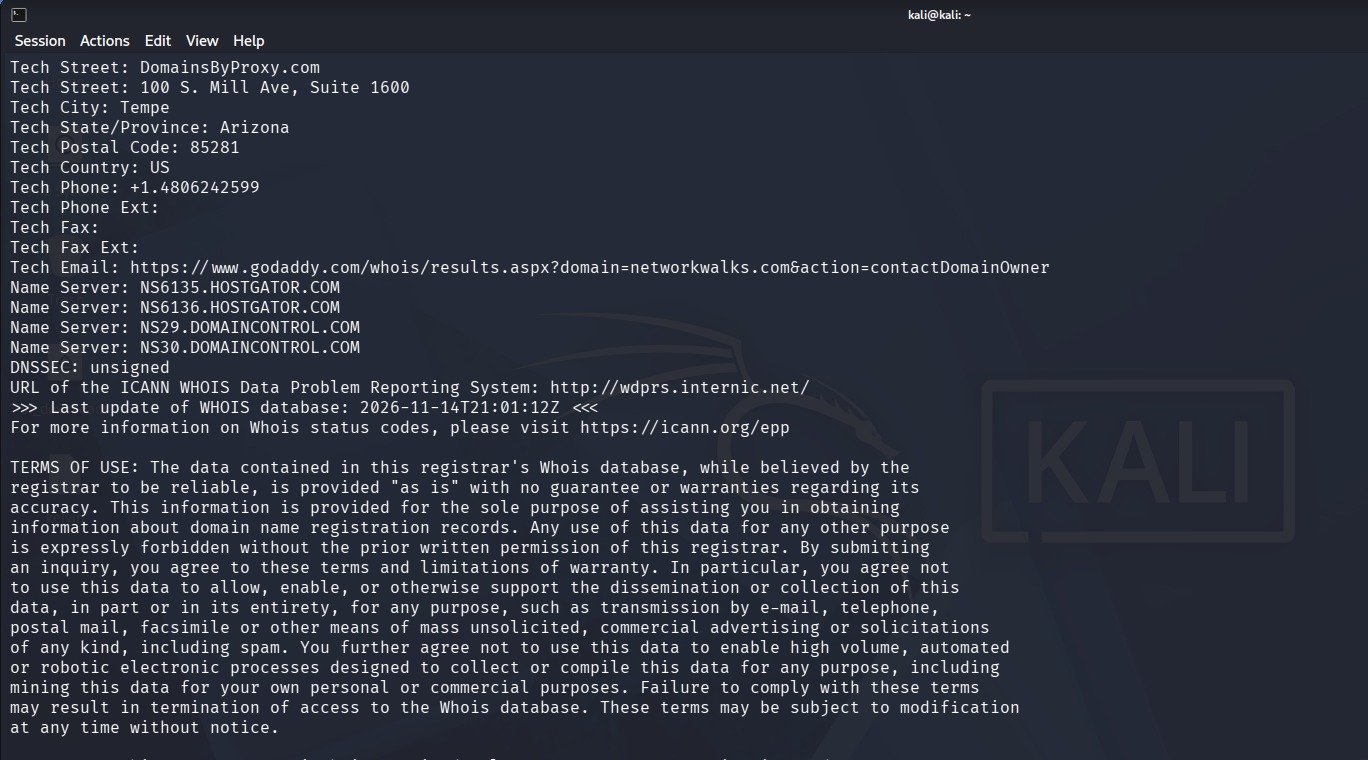 kali@kali: ~
Session Actions Edit View Help
Tech Street: DomainsByProxy.com
Tech Street: 100 S. Mill Ave, Suite 1600
Tech City: Tempe
Tech State/Province: Arizona
Tech Postal Code: 85281
Tech Country: US
Tech Phone: +1.4806242599
Tech Phone Ext:
Tech Fax:
Tech Fax Ext:
Tech Email: https://www.godaddy.com/whois/results.aspx?domain=networkwalks.com&action=contactDomainOwner
Name Server: NS6135.HOSTGATOR.COM
Name Server: NS6136.HOSTGATOR.COM
Name Server: NS29.DOMAINCONTROL.COM
Name Server: NS30.DOMAINCONTROL.COM
DNSSEC: unsigned
URL of the ICANN WHOIS Data Problem Reporting System: http://wdprs.internic.net/
>>> Last update of WHOIS database: 2026-11-14T21:01:12Z <<<
For more information on Whois status codes, please visit https://icann.org/epp
TERMS OF USE: The data contained in this registrar's Whois database, while believed by the
registrar to be reliable, is provided "as is" with no guarantee or warranties regarding its
accuracy. This information is provided for the sole purpose of assisting you in obtaining
information about domain name registration records. Any use of this data for any other purpose
is expressly forbidden without the prior written permission of this registrar. By submitting
an inquiry, you agree to these terms and limitations of warranty. In particular, you agree not
to use this data to allow, enable, or otherwise support the dissemination or collection of this
data, in part or in its entirety, for any purpose, such as transmission by e-mail, telephone,
postal mail, facsimile or other means of mass unsolicited, commercial advertising or solicitations
of any kind, including spam. You further agree not to use this data to enable high volume, automated
or robotic electronic processes designed to collect or compile this data for any purpose, including
mining this data for your own personal or commercial purposes. Failure to comply with these terms
may result in termination of access to the Whois database. These terms may be subject to modification
at any time without notice.
KALI